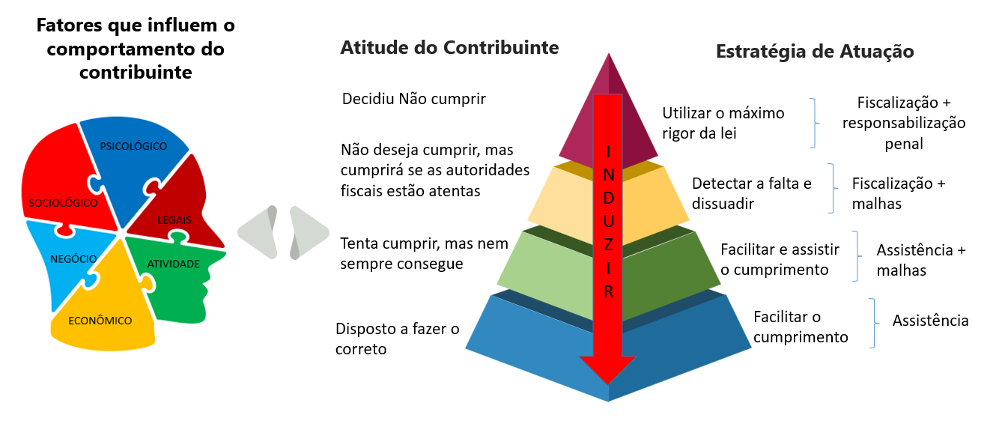 Fatores que influem o
comportamento do
contribuinte
PSICOLÓGICO
SOCIOLÓGICO
LEGAIS
NEGÓCIO
ATIVIDADE
ECONÔMICO
Atitude do Contribuinte
Decidiu Não cumprir
Não deseja cumprir, mas
cumprirá se as autoridades
fiscais estão atentas
Tenta cumprir, mas nem
sempre consegue
Disposto a fazer o
correto
I
N
D
U
Z
I
R
Estratégia de Atuação
Utilizar o máximo
rigor da lei
Fiscalização +
responsabilização
penal
Detectar a falta e
dissuadir
Fiscalização +
malhas
Facilitar e assistir
o cumprimento
Assistência +
malhas
Facilitar o
cumprimento
Assistência